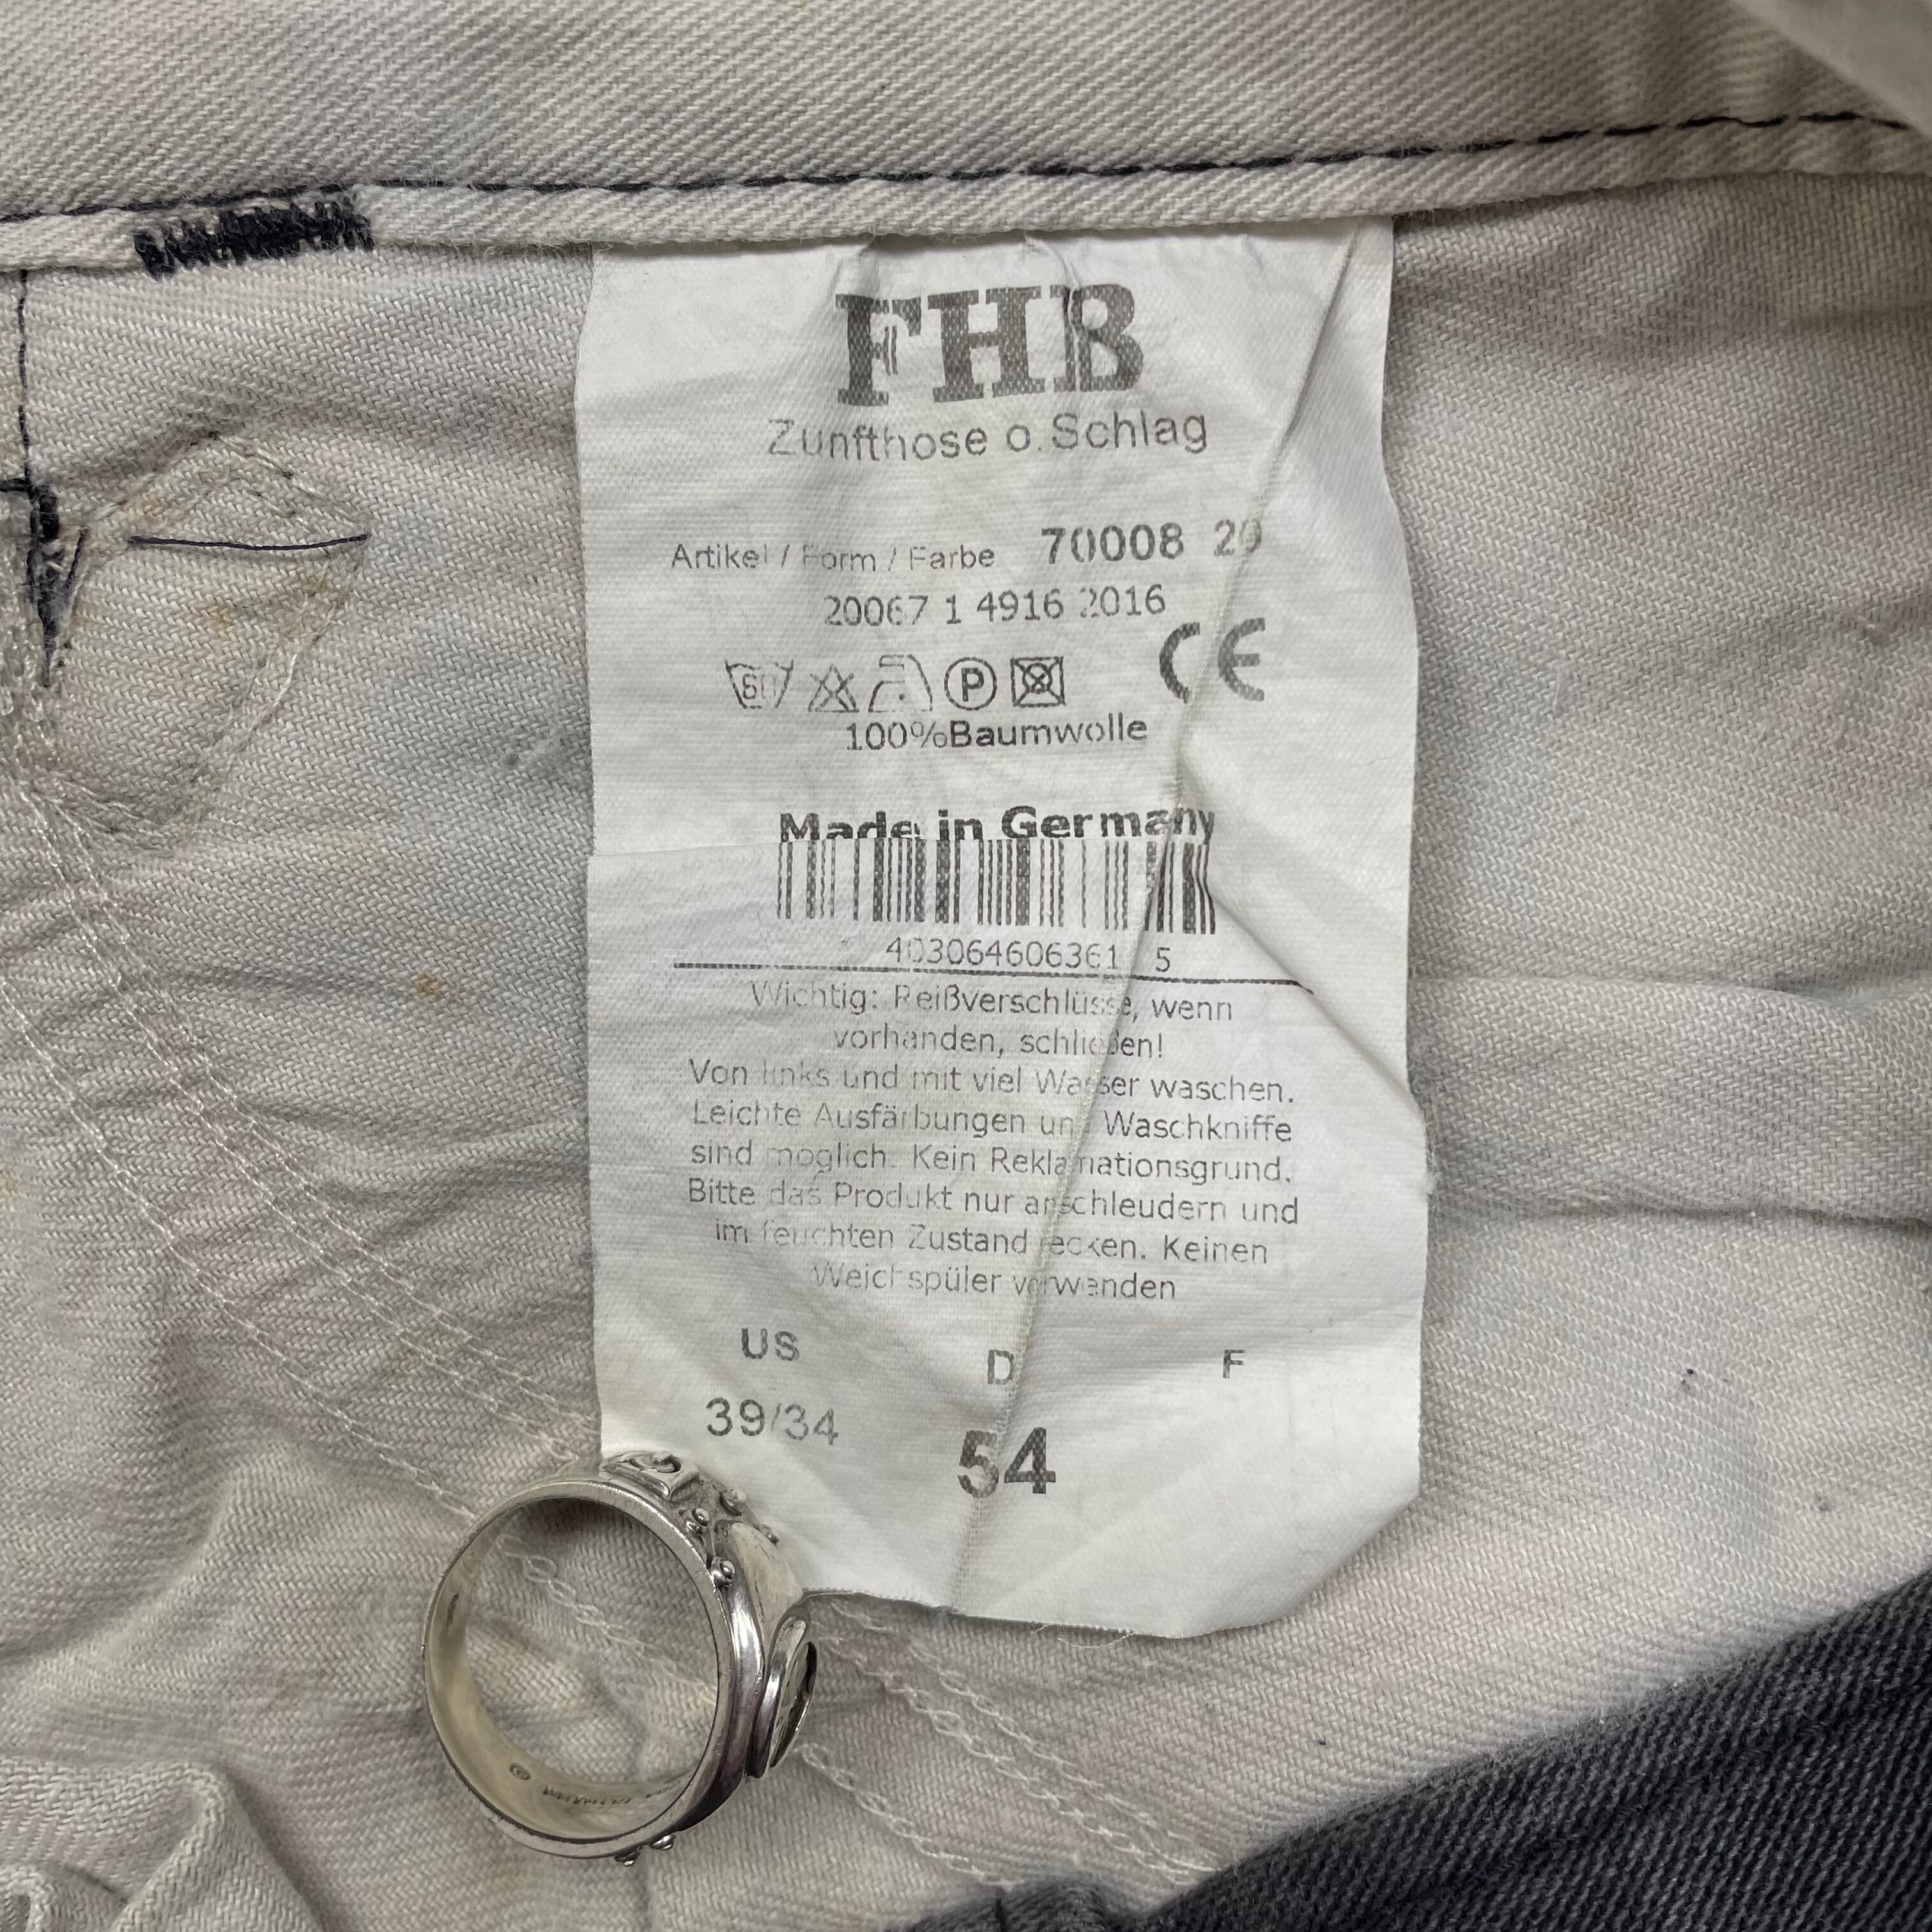 FHB
Zunfthose o.Schlag
Artikel / Form / Farbe 70008 20
20067 1 4916 2016
60 P CE
100%Baumwolle
Made in Germany
403064606361 5
Wichtig: Reißverschlüsse, wenn
vorhanden, schließen!
Von links und mit viel Wasser waschen.
Leichte Ausfärbungen und Waschkniffe
sind möglich. Kein Reklamationsgrund.
Bitte das Produkt nur anschleudern und
im feuchten Zustand recken. Keinen
Weichspüler verwenden
US D F
39/34 54